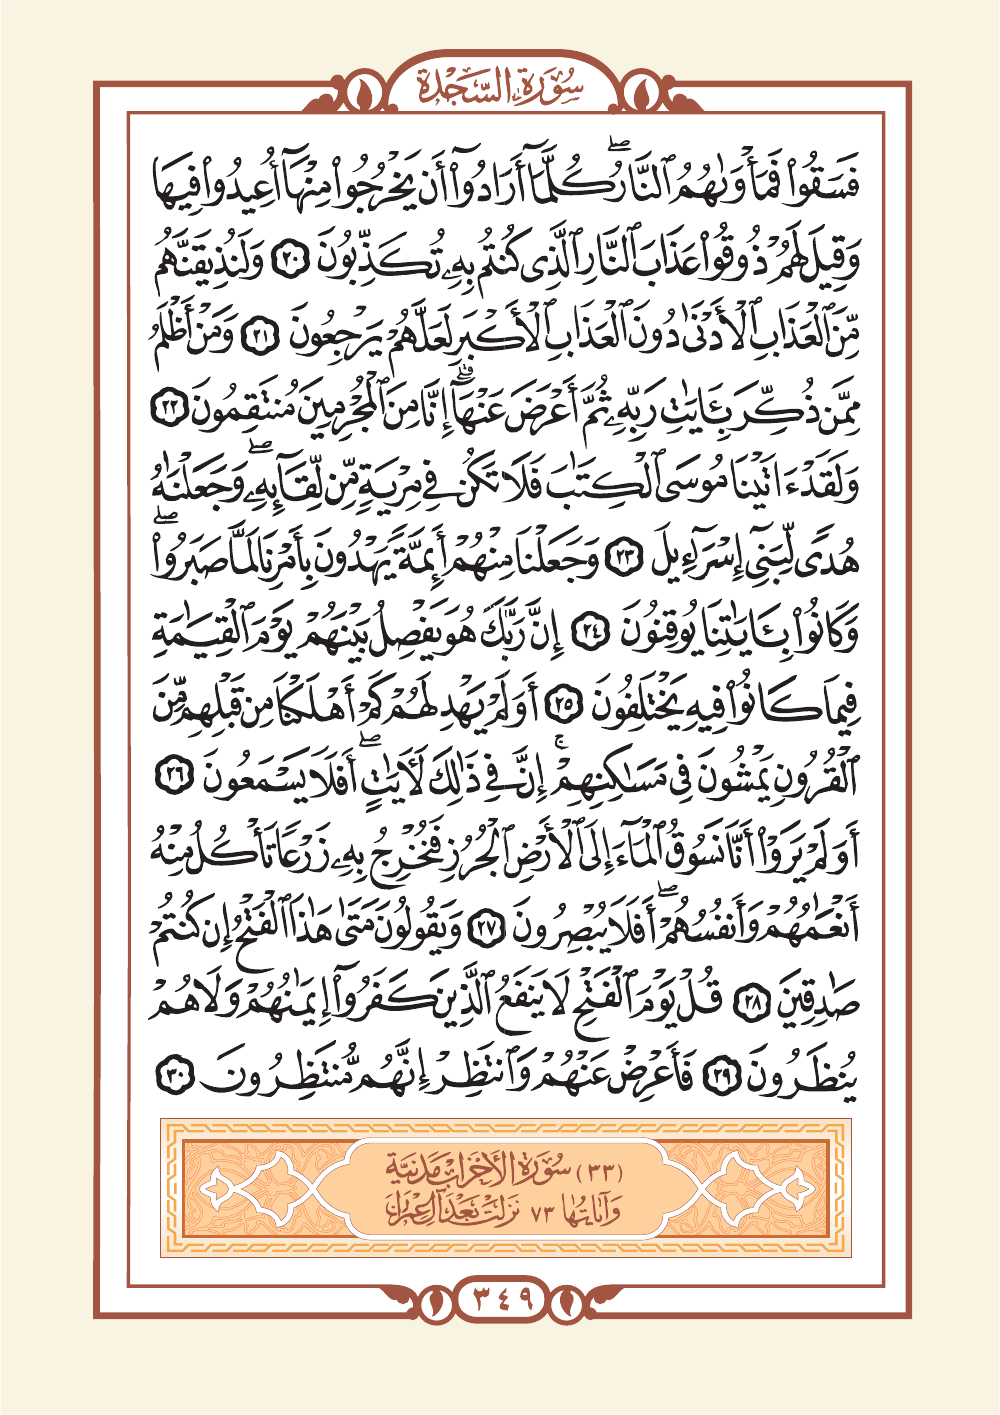 سُورَةُ السَّجْدَةِ
فَسَقُوا۟ فَمَأْوَىٰهُمُ ٱلنَّارُ ۖ كُلَّمَآ أَرَادُوٓا۟ أَن يَخْرُجُوا۟ مِنْهَآ أُعِيدُوا۟ فِيهَا
وَقِيلَ لَهُمْ ذُوقُوا۟ عَذَابَ ٱلنَّارِ ٱلَّذِى كُنتُم بِهِۦ تُكَذِّبُونَ ٢٠ وَلَنُذِيقَنَّهُم
مِّنَ ٱلْعَذَابِ ٱلْأَدْنَىٰ دُونَ ٱلْعَذَابِ ٱلْأَكْبَرِ لَعَلَّهُمْ يَرْجِعُونَ ٢١ وَمَنْ أَظْلَمُ
مِمَّن ذُكِّرَ بِـَٔايَٰتِ رَبِّهِۦ ثُمَّ أَعْرَضَ عَنْهَآ ۚ إِنَّا مِنَ ٱلْمُجْرِمِينَ مُنتَقِمُونَ ٢٢
وَلَقَدْ ءَاتَيْنَا مُوسَى ٱلْكِتَٰبَ فَلَا تَكُن فِى مِرْيَةٍ مِّن لِّقَآئِهِۦ ۖ وَجَعَلْنَٰهُ
هُدًى لِّبَنِىٓ إِسْرَٰٓءِيلَ ٢٣ وَجَعَلْنَا مِنْهُمْ أَئِمَّةً يَهْدُونَ بِأَمْرِنَا لَمَّا صَبَرُوا۟ ۖ
وَكَانُوا۟ بِـَٔايَٰتِنَا يُوقِنُونَ ٢٤ إِنَّ رَبَّكَ هُوَ يَفْصِلُ بَيْنَهُمْ يَوْمَ ٱلْقِيَٰمَةِ
فِيمَا كَانُوا۟ فِيهِ يَخْتَلِفُونَ ٢٥ أَوَلَمْ يَهْدِ لَهُمْ كَمْ أَهْلَكْنَا مِن قَبْلِهِم مِّنَ
ٱلْقُرُونِ يَمْشُونَ فِى مَسَٰكِنِهِمْ ۚ إِنَّ فِى ذَٰلِكَ لَأَيَٰتٍ ۖ أَفَلَا يَسْمَعُونَ ٢٦
أَوَلَمْ يَرَوْا۟ أَنَّا نَسُوقُ ٱلْمَآءَ إِلَى ٱلْأَرْضِ ٱلْجُرُزِ فَنُخْرِجُ بِهِۦ زَرْعًا تَأْكُلُ مِنْهُ
أَنْعَٰمُهُمْ وَأَنفُسُهُمْ ۖ أَفَلَا يُبْصِرُونَ ٢٧ وَيَقُولُونَ مَتَىٰ هَٰذَا ٱلْفَتْحُ إِن كُنتُمْ
صَٰدِقِينَ ٢٨ قُلْ يَوْمَ ٱلْفَتْحِ لَا يَنفَعُ ٱلَّذِينَ كَفَرُوٓا۟ إِيمَٰنُهُمْ وَلَا هُمْ
يُنظَرُونَ ٢٩ فَأَعْرِضْ عَنْهُمْ وَٱنتَظِرْ إِنَّهُم مُّنتَظِرُونَ ٣٠
(٣٣) سُورَةُ الأَحْزَابِ مَدَنِيَّة
وَآيَاتُهَا ٧٣ نَزَلَتْ بَعْدَ آلِ عِمْرَانَ
٣٤٩